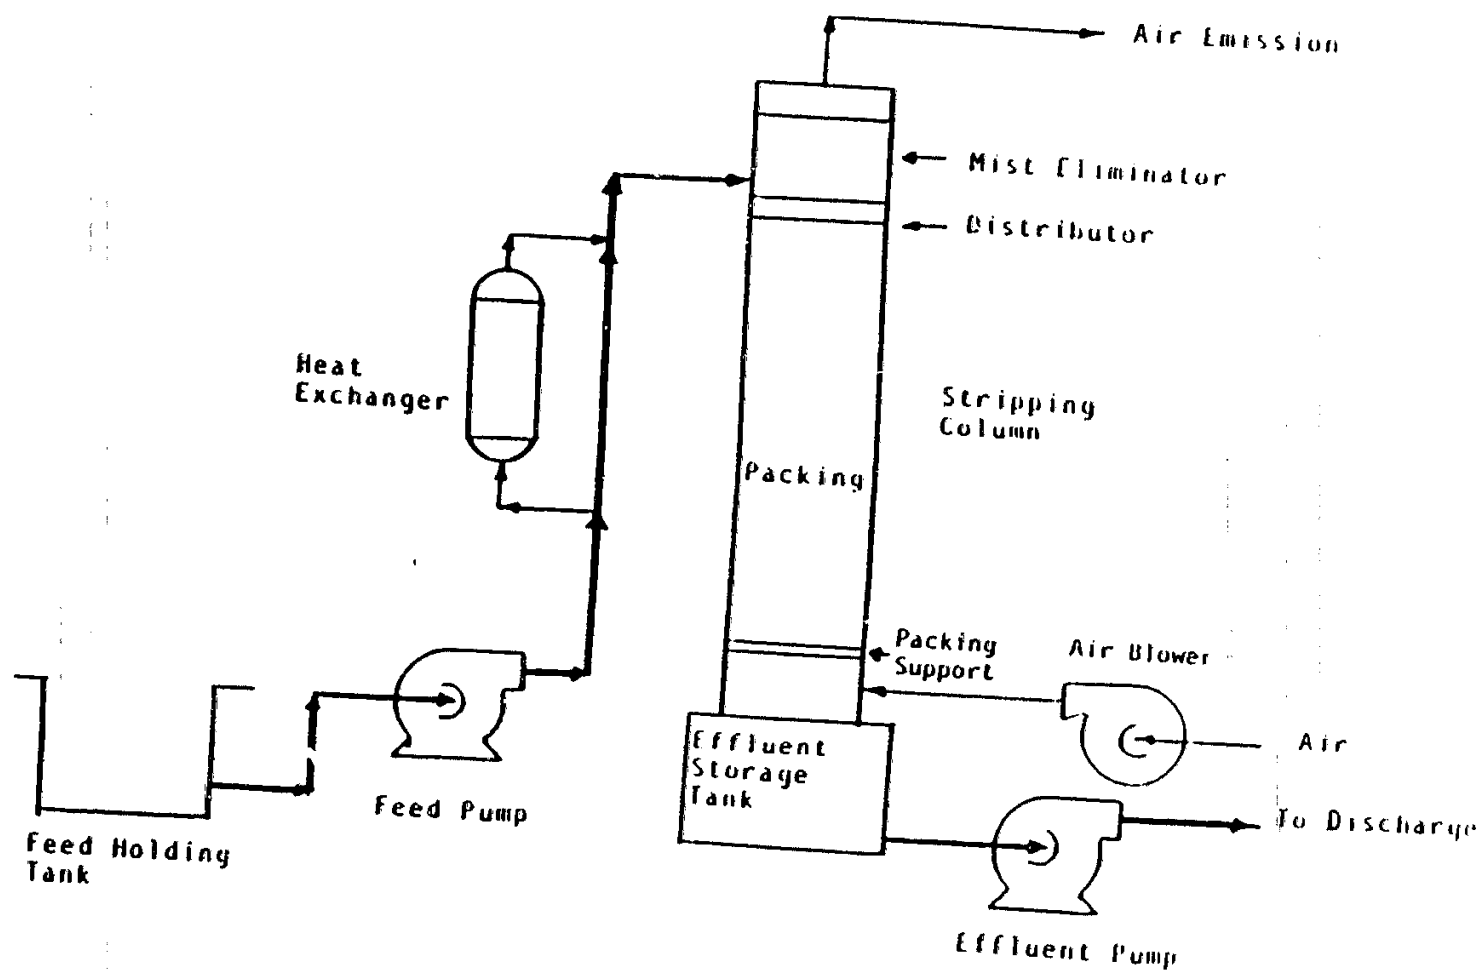 Air Emission
Mist Eliminator
Distributor
Heat
Exchanger
Stripping
Column
Packing
Packing
Support
Air Blower
Effluent
Storage
Tank
Air
Feed Pump
To Discharge
Feed Holding
Tank
Effluent Pump